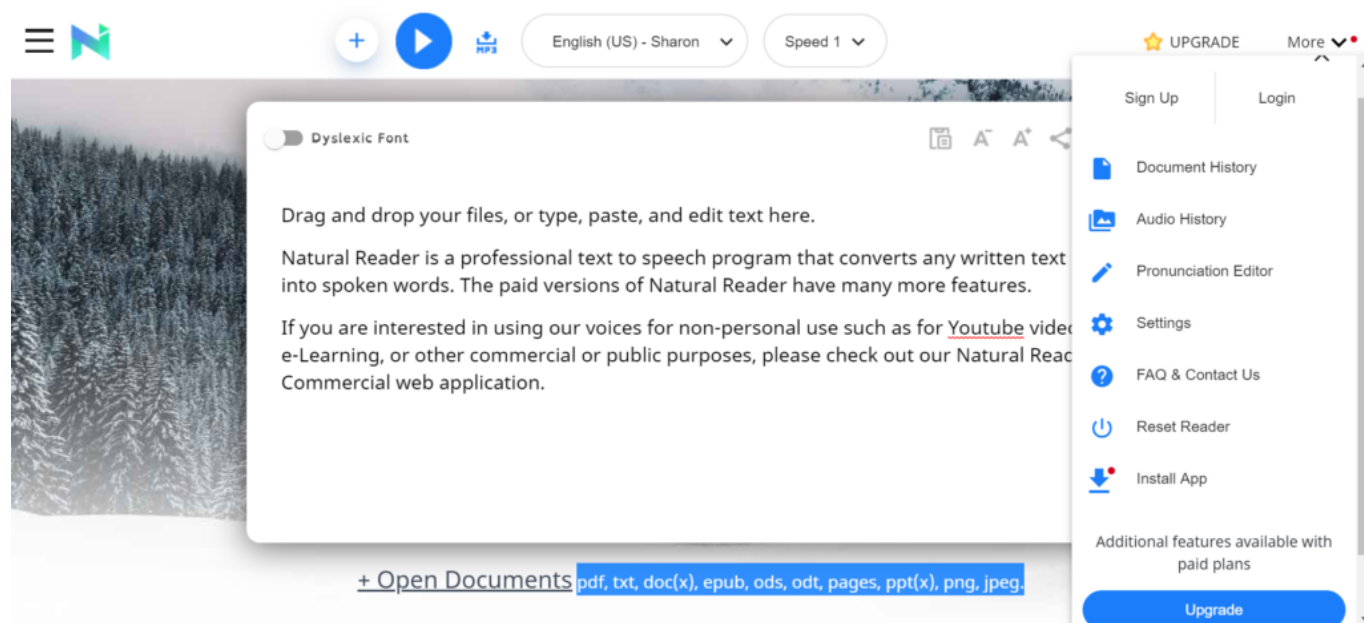 MP3
English (US) - Sharon
Speed 1
UPGRADE
More
Sign Up
Login
Dyslexic Font
A-
A+
Drag and drop your files, or type, paste, and edit text here.
Natural Reader is a professional text to speech program that converts any written text
into spoken words. The paid versions of Natural Reader have many more features.
If you are interested in using our voices for non-personal use such as for Youtube
e-Learning, or other commercial or public purposes, please check out our Natural
Commercial web application.
Document History
Audio History
Pronunciation Editor
Settings
FAQ & Contact Us
Reset Reader
Install App
Additional features available with
paid plans
Upgrade
+ Open Documents pdf, txt, doc(x), epub, ods, odt, pages, ppt(x), png, jpeg.